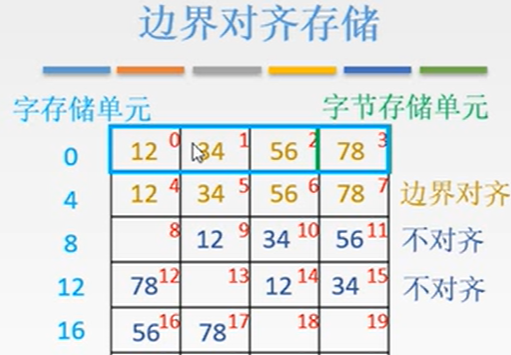 边界对齐存储
字存储单元 字节存储单元
0 12 0 34 1 56 2 78 3
4 12 4 34 5 56 6 78 7 边界对齐
8 8 12 9 34 10 56 11 不对齐
12 78 12 13 12 14 34 15 不对齐
16 56 16 78 17 18 19